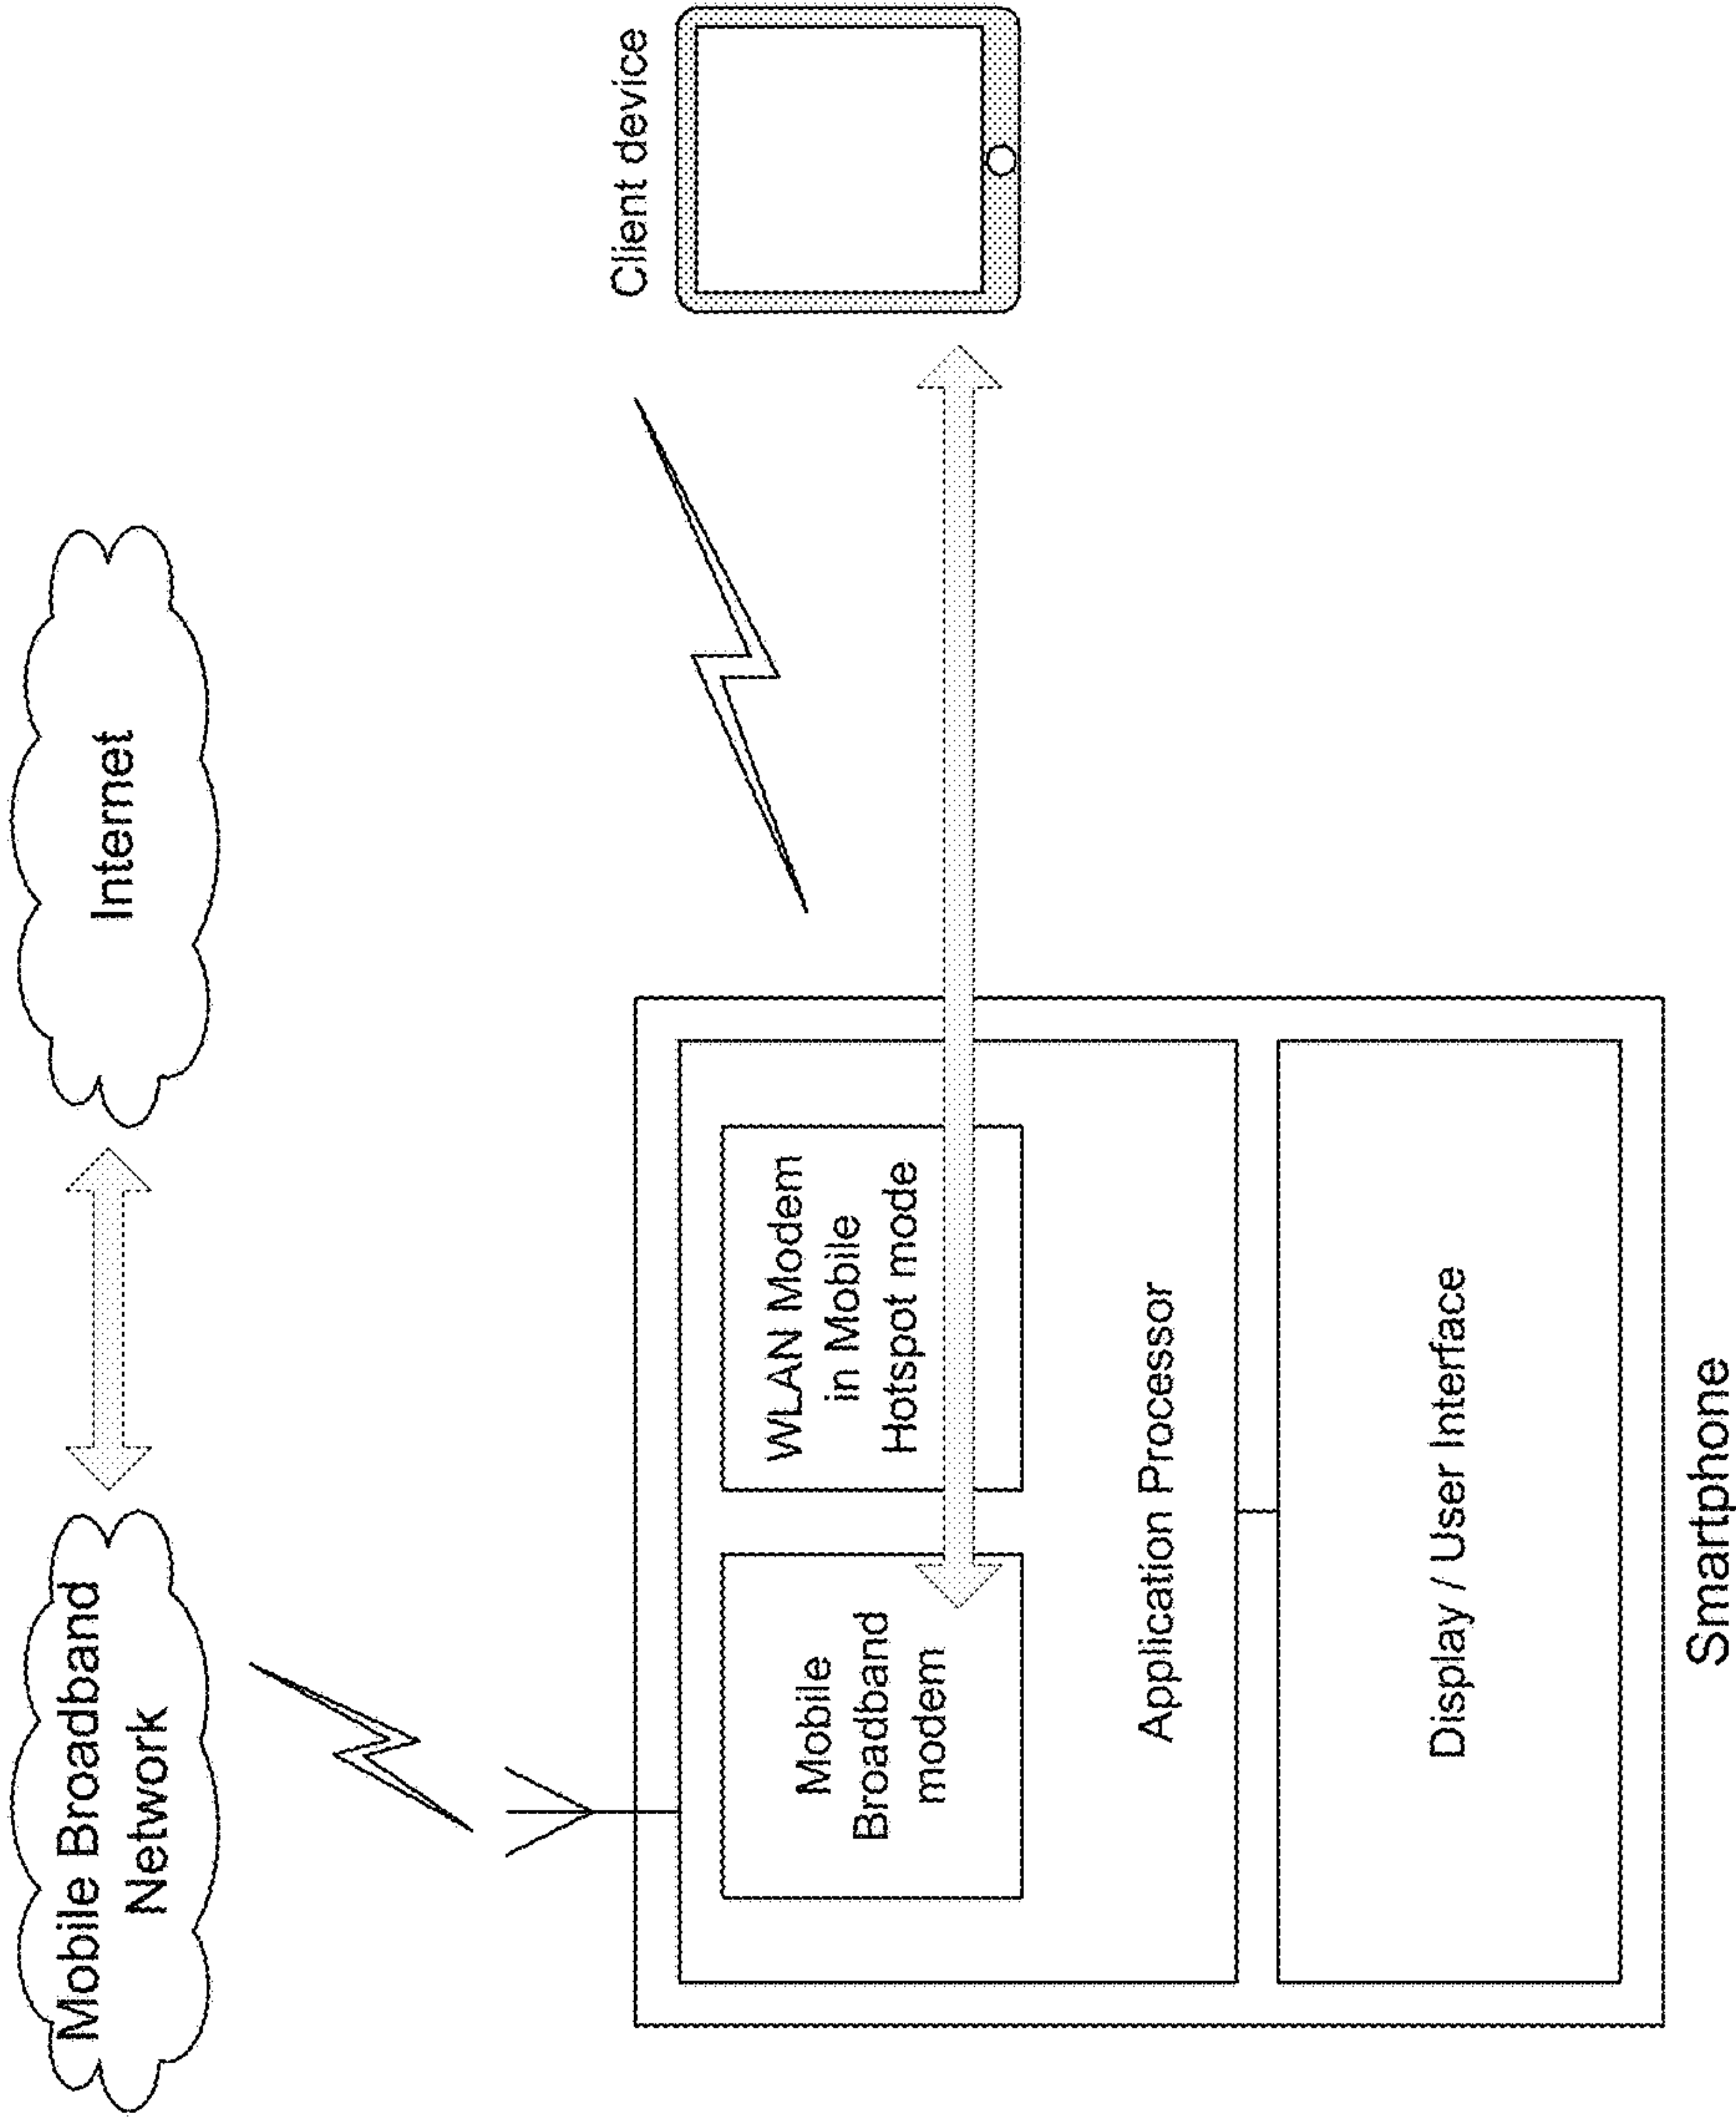 Mobile Broadband
Network
Internet
Client device
Mobile
Broadband
modem
WLAN Modem
in Mobile
Hotspot mode
Application Processor
Display / User Interface
Smartphone